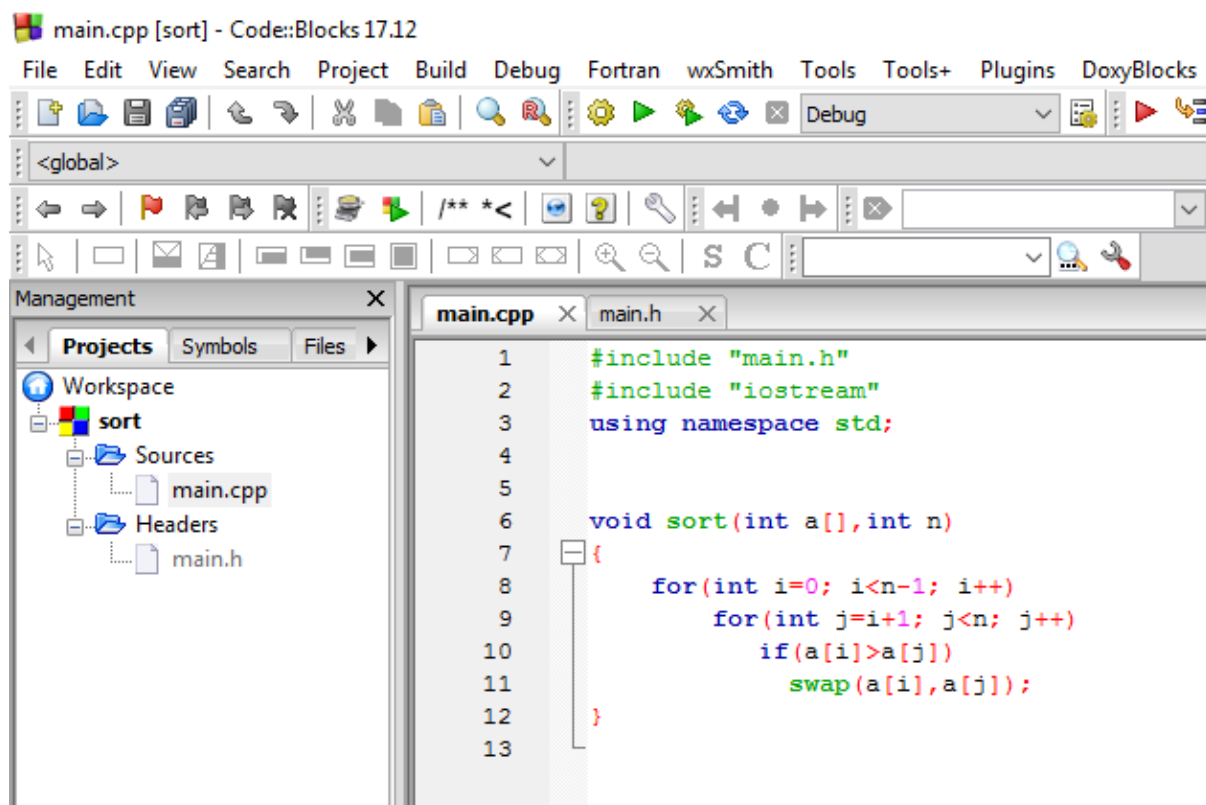 main.cpp [sort] - Code::Blocks 17.12
File Edit View Search Project Build Debug Fortran wxSmith Tools Tools+ Plugins DoxyBlocks
Debug
<global>
/** *<
S C
Management
Projects Symbols Files
Workspace
sort
Sources
main.cpp
Headers
main.h
main.cpp main.h
1 #include "main.h"
2 #include "iostream"
3 using namespace std;
4
5
6 void sort(int a[],int n)
7 {
8 for(int i=0; i<n-1; i++)
9 for(int j=i+1; j<n; j++)
10 if(a[i]>a[j])
11 swap(a[i],a[j]);
12 }
13